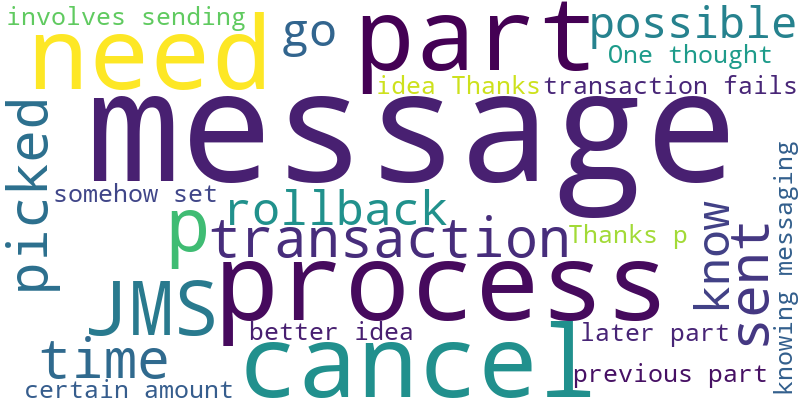 involves sending
need
go
part
possible
One thought
idea Thanks
transaction fails
message
picked
somehow set
p
rollback
transaction
Thanks p
know
sent
knowing messaging
JMS
process
time
better idea
cancel
later part
certain amount
previous part